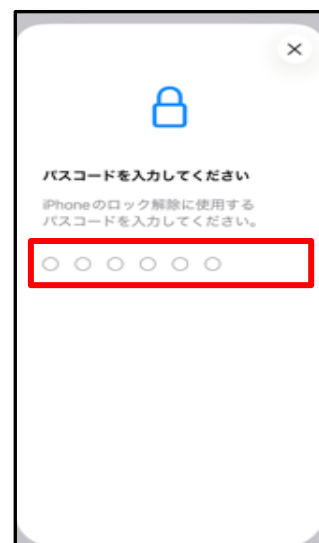 パスコードを入力してください
iPhoneのロック解除に使用する
パスコードを入力してください。